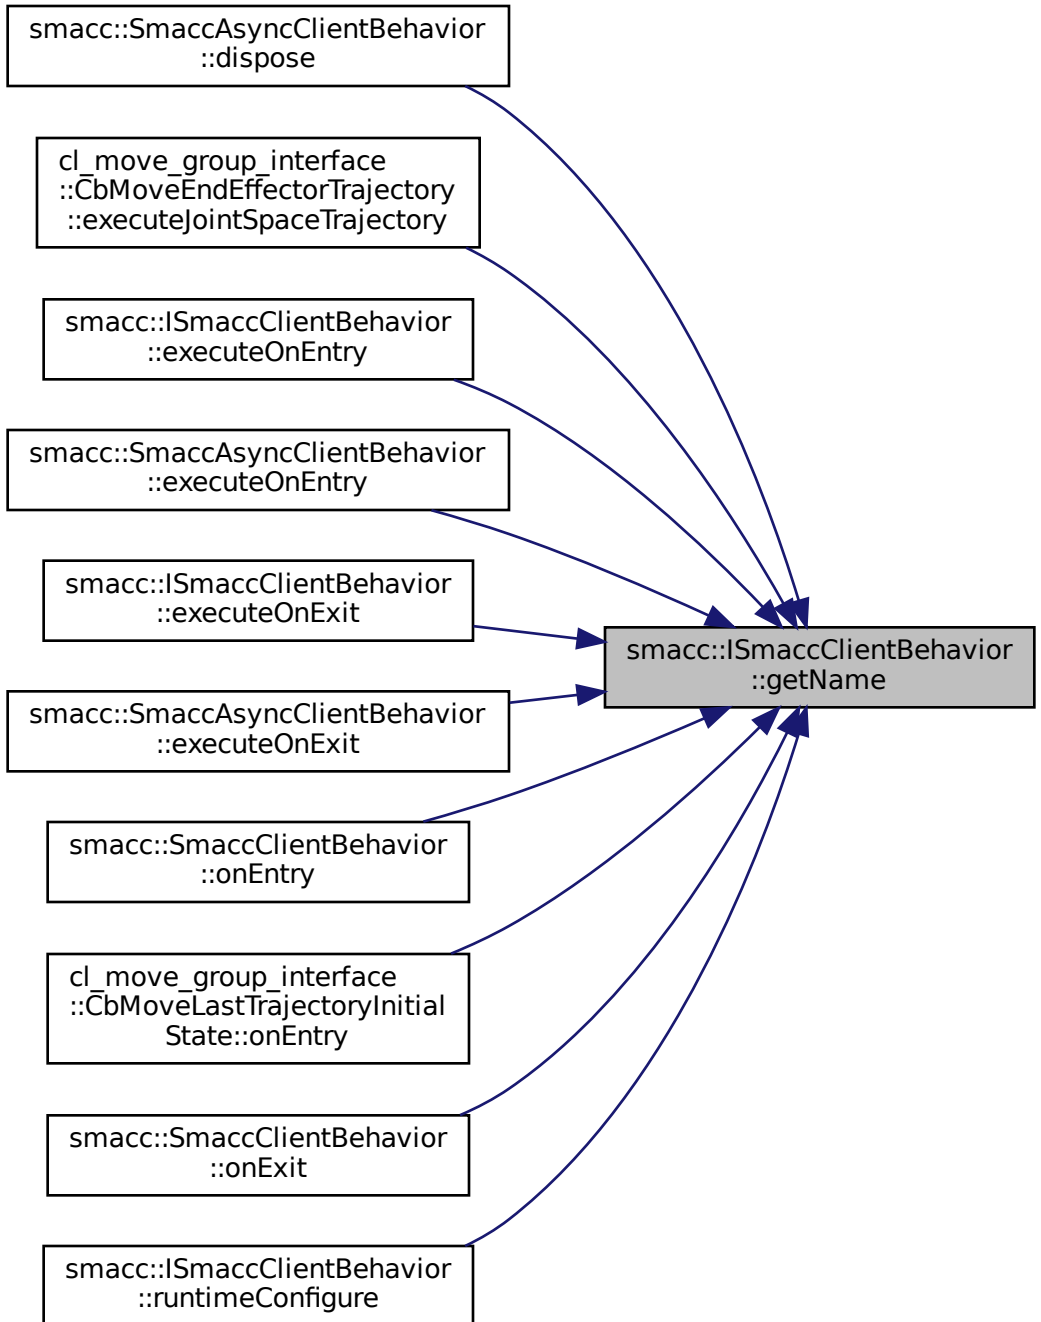 smacc::SmaccAsyncClientBehavior
::dispose
cl_move_group_interface
::CbMoveEndEffectorTrajectory
::executeJointSpaceTrajectory
smacc::ISmaccClientBehavior
::executeOnEntry
smacc::SmaccAsyncClientBehavior
::executeOnEntry
smacc::ISmaccClientBehavior
::executeOnExit
smacc::ISmaccClientBehavior
::getName
smacc::SmaccAsyncClientBehavior
::executeOnExit
smacc::SmaccClientBehavior
::onEntry
cl_move_group_interface
::CbMoveLastTrajectoryInitial
State::onEntry
smacc::SmaccClientBehavior
::onExit
smacc::ISmaccClientBehavior
::runtimeConfigure